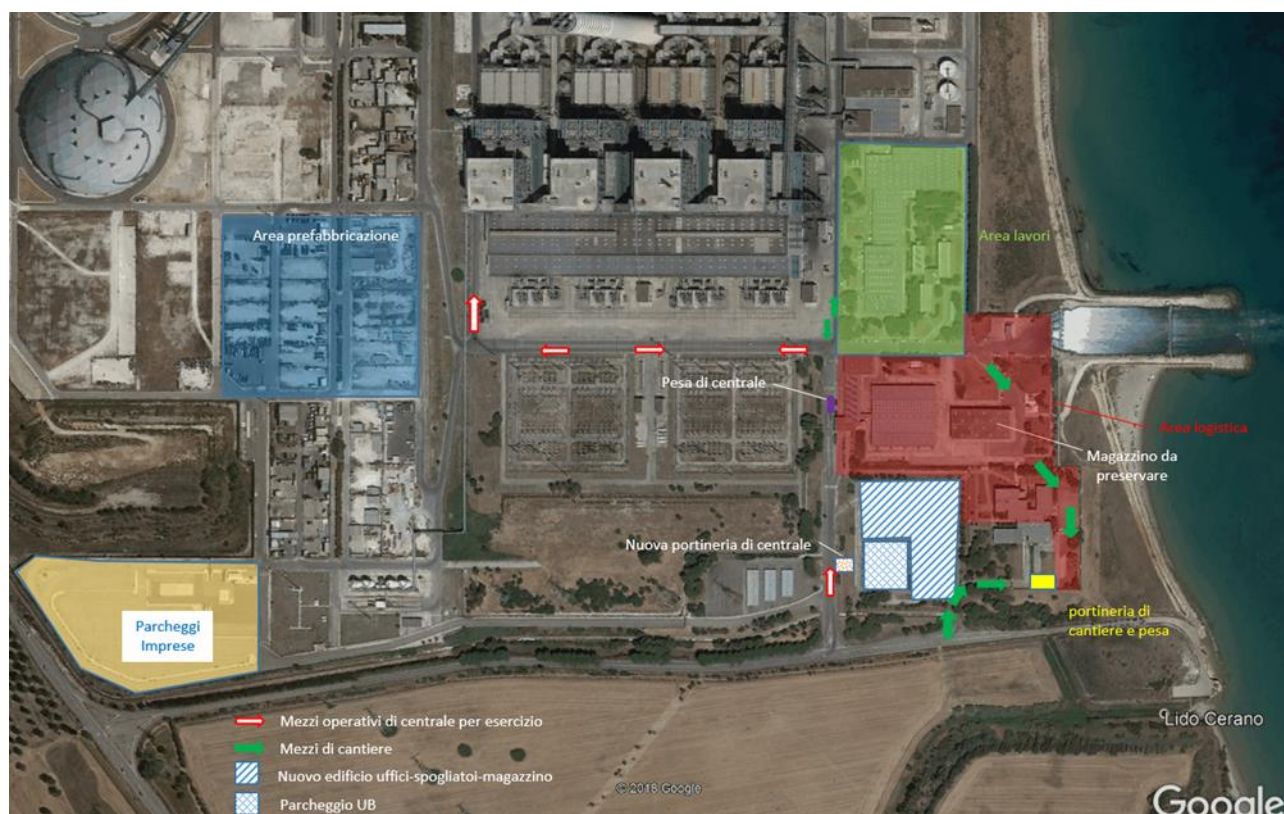 Area prefabbricazione
Area lavori
Pesa di centrale
Area logistica
Magazzino da
preservare
Nuova portineria di centrale
portineria di
cantiere e pesa
Parcheggi
Imprese
Mezzi operativi di centrale per esercizio
Mezzi di cantiere
Nuovo edificio uffici-spogliatoi-magazzino
Parcheggio UB
Lido Cerano
© 2018 Google
Google